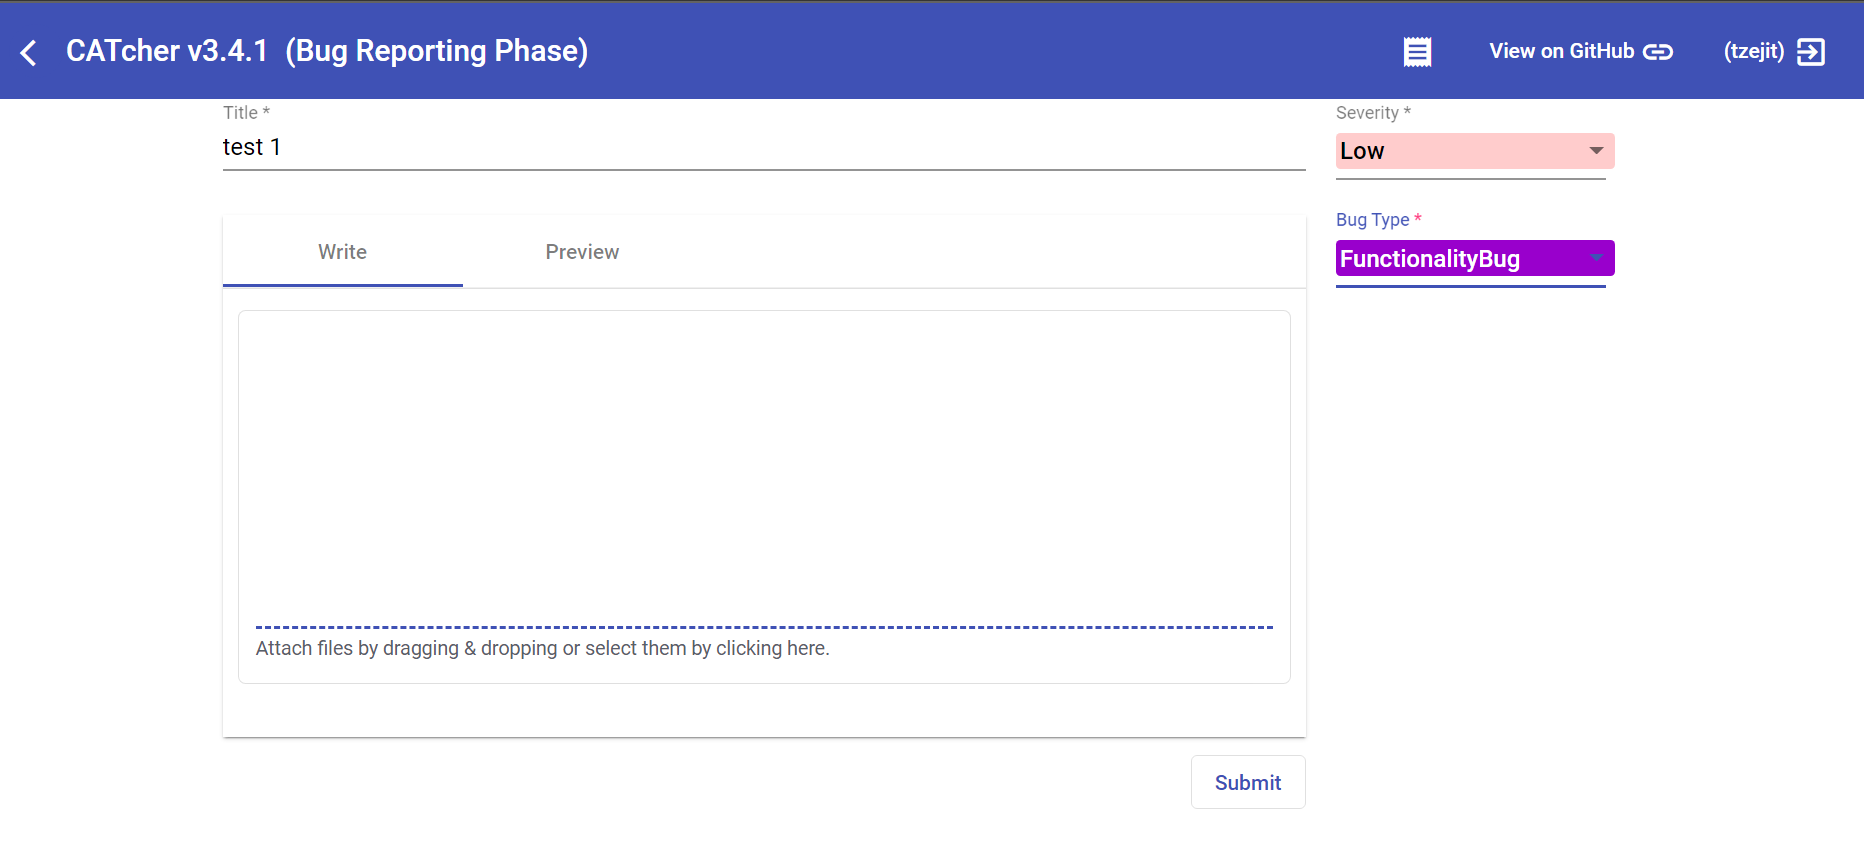 CATcher v3.4.1 (Bug Reporting Phase)
View on GitHub
(tzejit)
Title *
test 1
Severity *
Low
Bug Type *
FunctionalityBug
Write
Preview
Attach files by dragging & dropping or select them by clicking here.
Submit